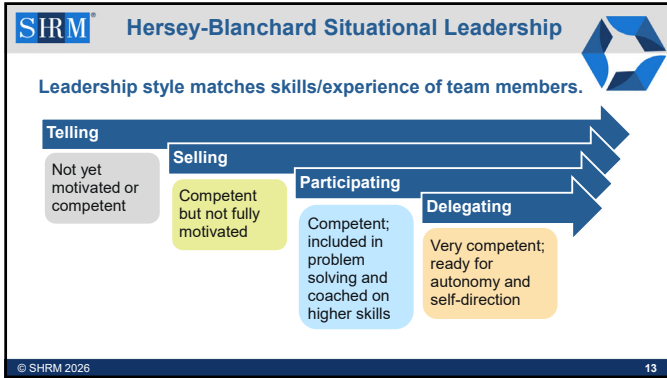 SHRM®
Hersey-Blanchard Situational Leadership
Leadership style matches skills/experience of team members.
Telling
Not yet
motivated or
competent
Selling
Competent
but not fully
motivated
Participating
Competent;
included in
problem
solving and
coached on
higher skills
Delegating
Very competent;
ready for
autonomy and
self-direction
© SHRM 2026
13